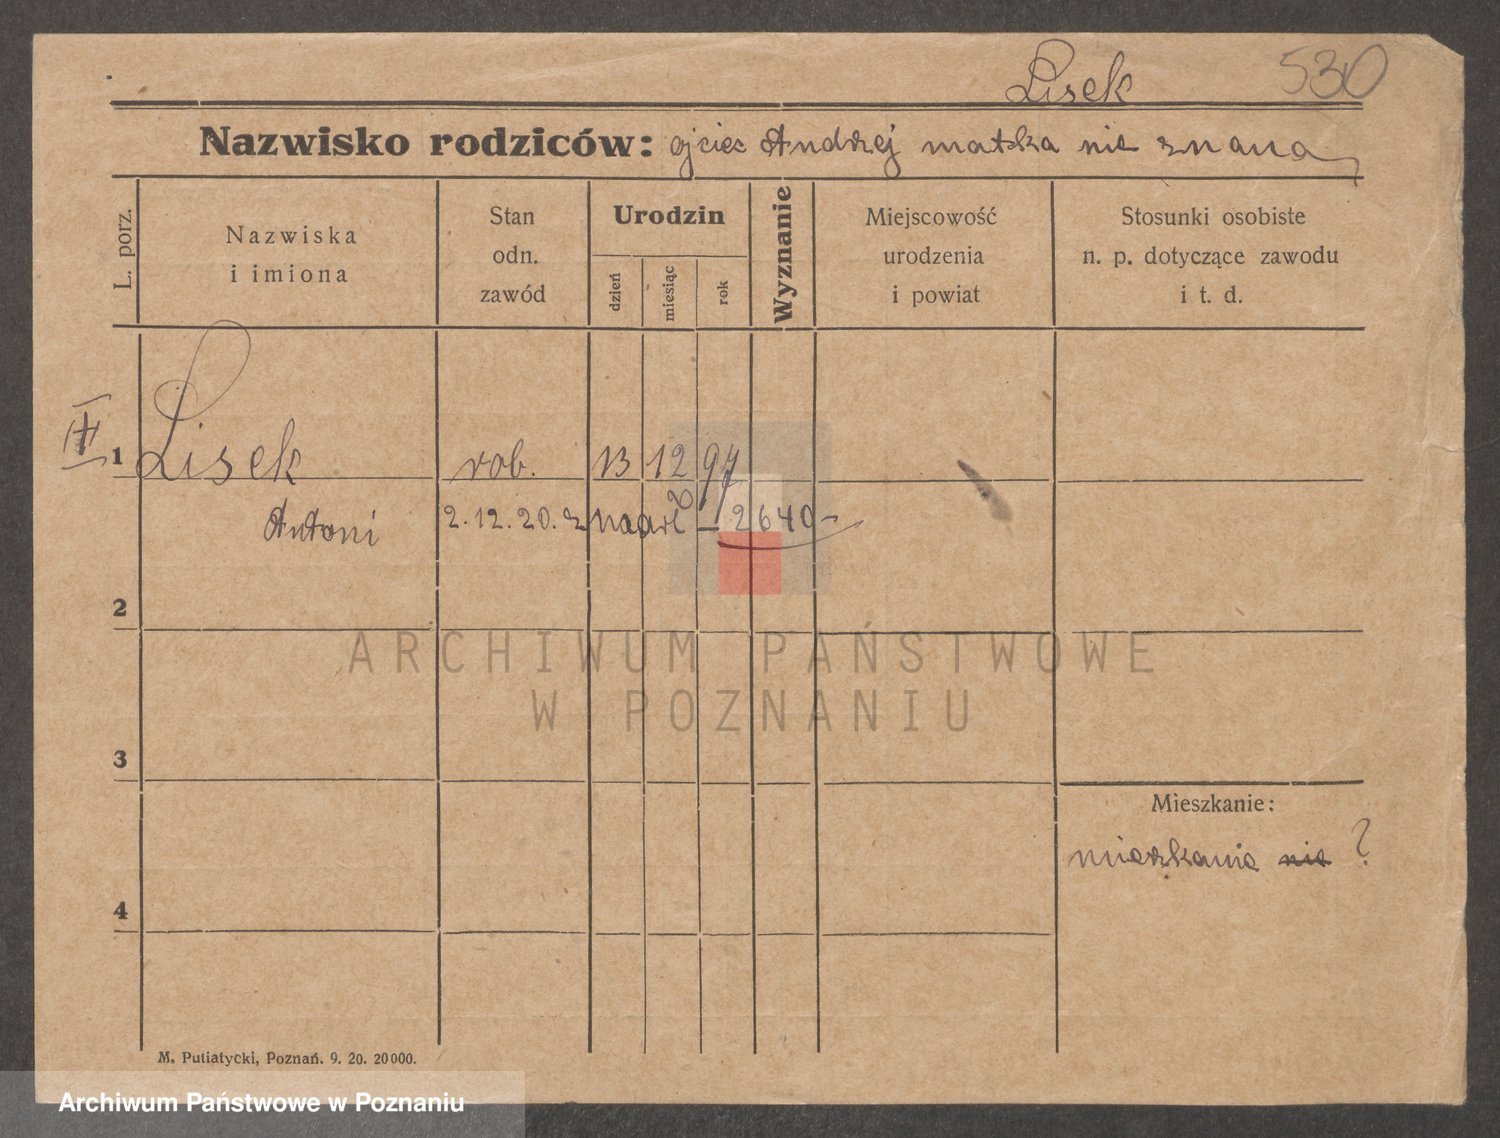 Lisek 530
Nazwisko rodziców: ojciec Andrzej matka nie znana
L. porz.
Nazwiska
i imiona
Stan
odn.
zawód
Urodzin
dzień
miesiąc
rok
Wyznanie
Miejscowość
urodzenia
i powiat
Stosunki osobiste
n. p. dotyczące zawodu
i t. d.
1 Lisek rob. 13 12 97
Antoni 2.12.20. z — 2640 —
2
ARCHIWUM PAŃSTWOWE
W POZNANIU
3
Mieszkanie:
mieszkanie nie ?
4
M. Putiatycki, Poznań. 9. 20. 20000.
Archiwum Państwowe w Poznaniu